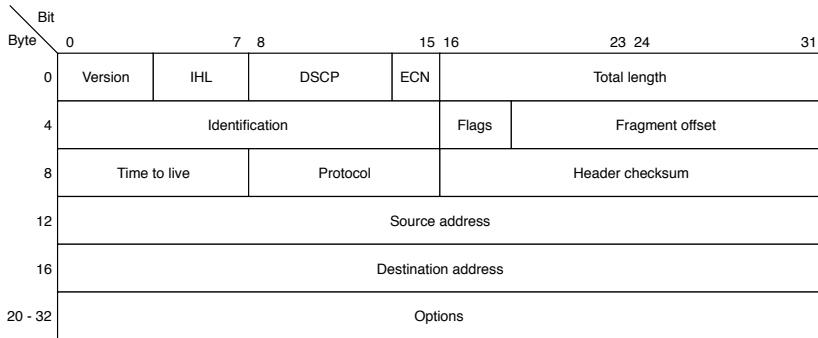 Bit
Byte 0 7 8 15 16 23 24 31
0 Version IHL DSCP ECN Total length
4 Identification Flags Fragment offset
8 Time to live Protocol Header checksum
12 Source address
16 Destination address
20 - 32 Options